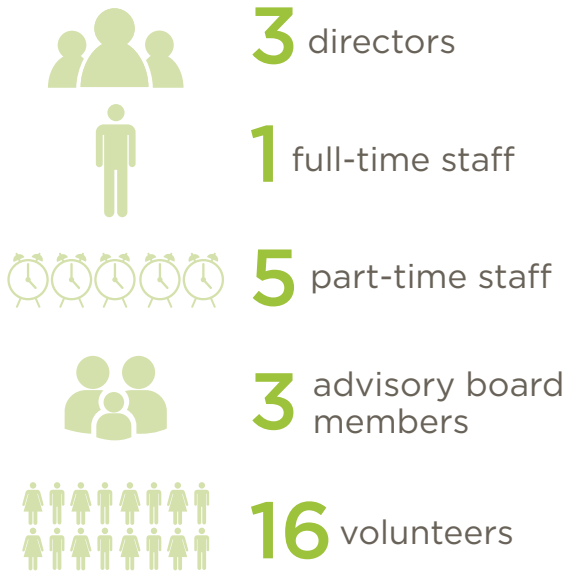 3 directors
1 full-time staff
5 part-time staff
3 advisory board
members
16 volunteers